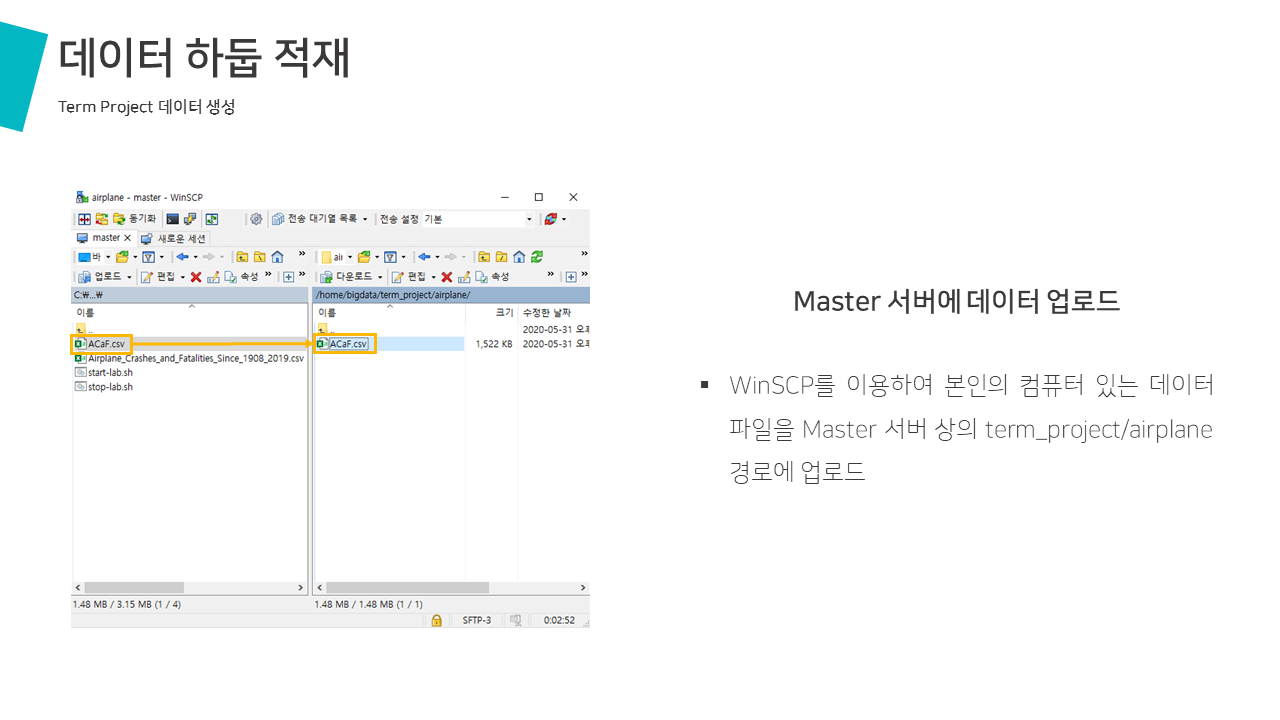 데이터 하둡 적재
Term Project 데이터 생성
airplane - master - WinSCP
동기화 전송 대기열 목록 전송 설정 기본
master 새로운 세션
바
업로드 편집 속성 » 다운로드 편집 속성 »
C:₩...₩ /home/bigdata/term_project/airplane/
이름 이름 크기 수정한 날짜
.. .. 2020-05-31 오후
ACaF.csv ACaF.csv 1,522 KB 2020-05-31 오후
Airplane_Crashes_and_Fatalities_Since_1908_2019.csv
start-lab.sh
stop-lab.sh
1.48 MB / 3.15 MB (1 / 4) 1.48 MB / 1.48 MB (1 / 1)
SFTP-3 0:02:52
Master 서버에 데이터 업로드
▪ WinSCP를 이용하여 본인의 컴퓨터 있는 데이터
파일을 Master 서버 상의 term_project/airplane
경로에 업로드